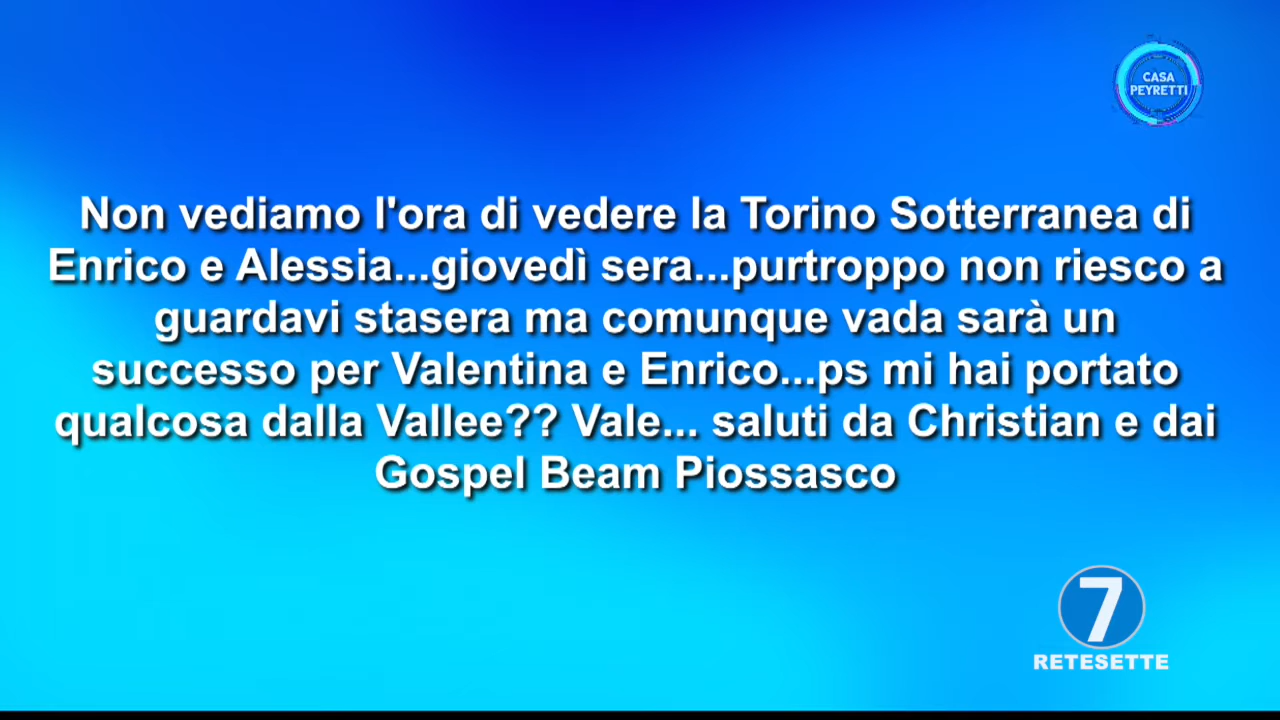 CASA
PEYRETTI
Non vediamo l'ora di vedere la Torino Sotterranea di
Enrico e Alessia...giovedì sera...purtroppo non riesco a
guardavi stasera ma comunque vada sarà un
successo per Valentina e Enrico...ps mi hai portato
qualcosa dalla Vallee?? Vale... saluti da Christian e dai
Gospel Beam Piossasco
7
RETESETTE